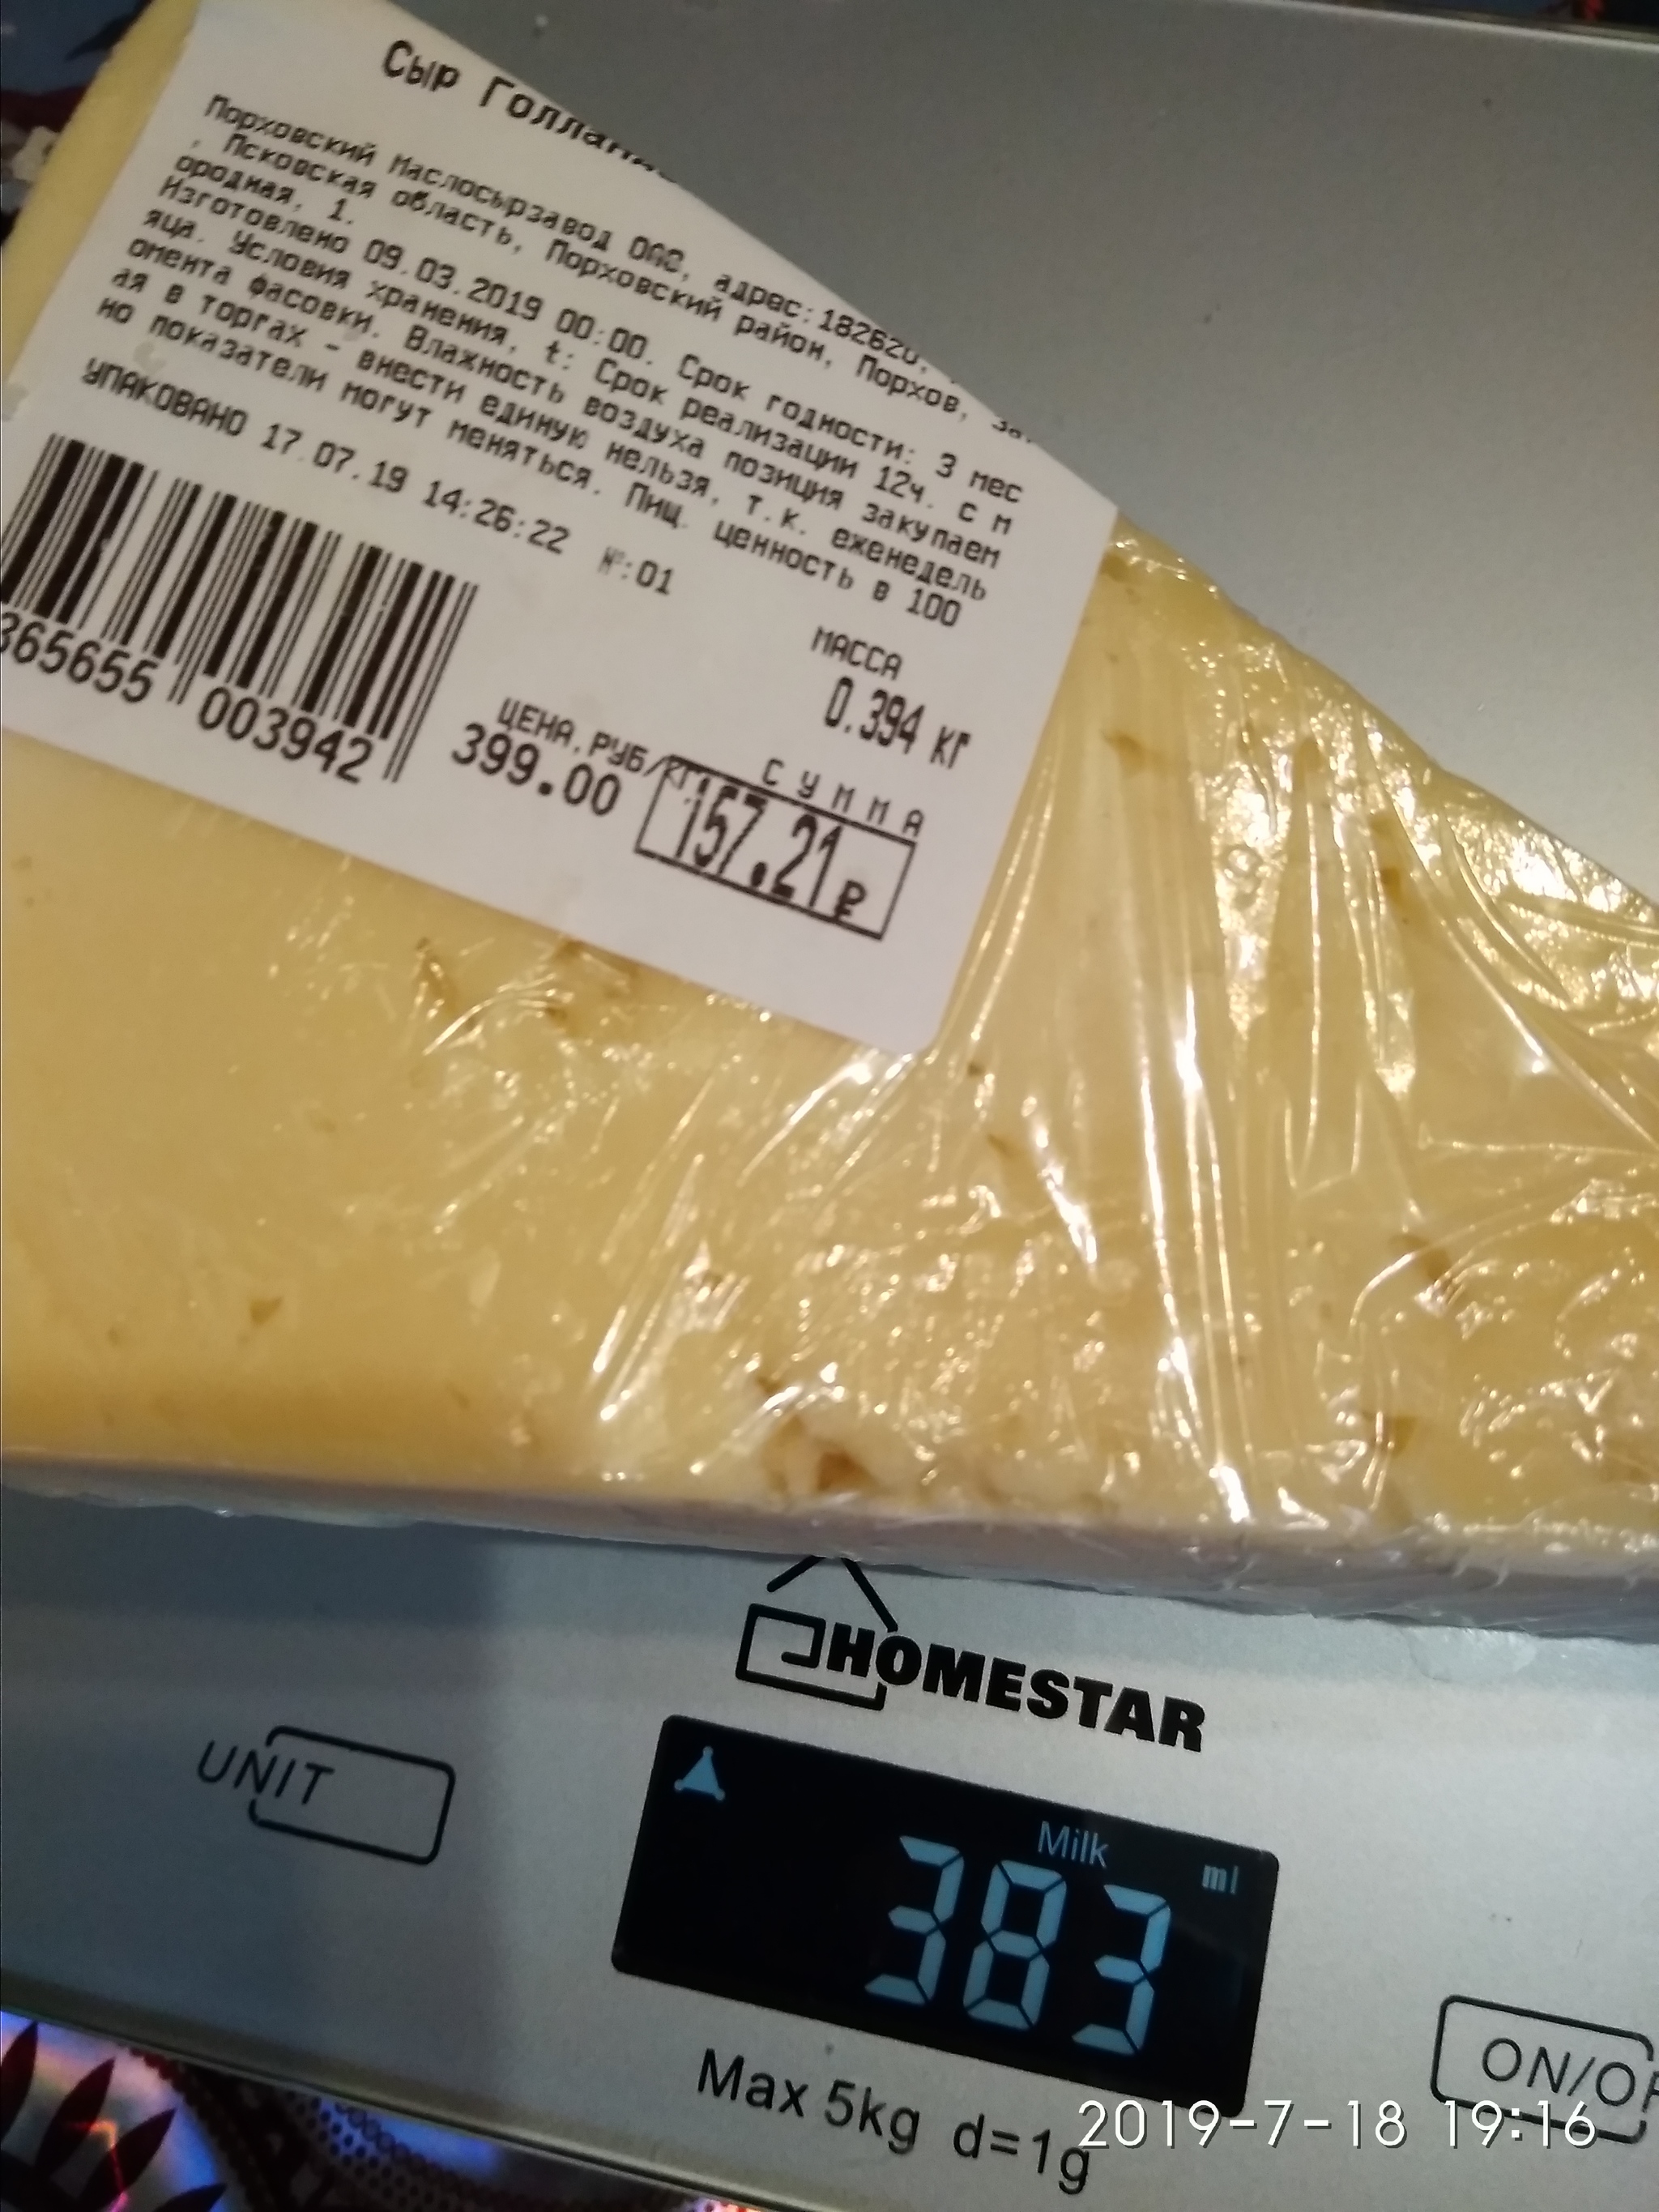 Сыр Голланд
Порховский Маслосырзавод ОАО, адрес:182620,
, Псковская область, Порховский район, Порхов, Заг
ородная, 1.
Изготовлено 09.03.2019 00:00. Срок годности: 3 мес
яца. Условия хранения, t: Срок реализации 12ч. с м
омента фасовки. Влажность воздуха позиция закупаем
ая в торгах - внести единую нельзя, т.к. еженедель
но показатели могут меняться. Пищ. ценность в 100
УПАКОВАНО 17.07.19 14:26:22 №:01
365655 003942
МАССА
0.394 кг
ЦЕНА,РУБ/КГ
399.00
СУММА
157.21₽
HOMESTAR
UNIT
Milk
ml
383
ON/OF
Max 5kg d=1g
2019-7-18 19:16